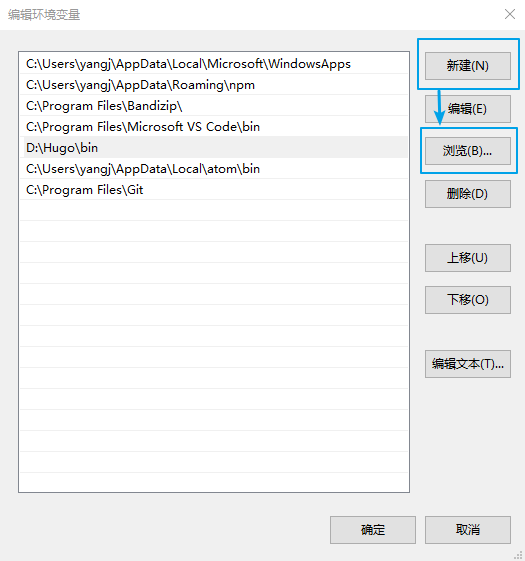 编辑环境变量
C:\Users\yangj\AppData\Local\Microsoft\WindowsApps
C:\Users\yangj\AppData\Roaming\npm
C:\Program Files\Bandizip\
C:\Program Files\Microsoft VS Code\bin
D:\Hugo\bin
C:\Users\yangj\AppData\Local\atom\bin
C:\Program Files\Git
新建(N)
编辑(E)
浏览(B)...
删除(D)
上移(U)
下移(O)
编辑文本(T)...
确定
取消